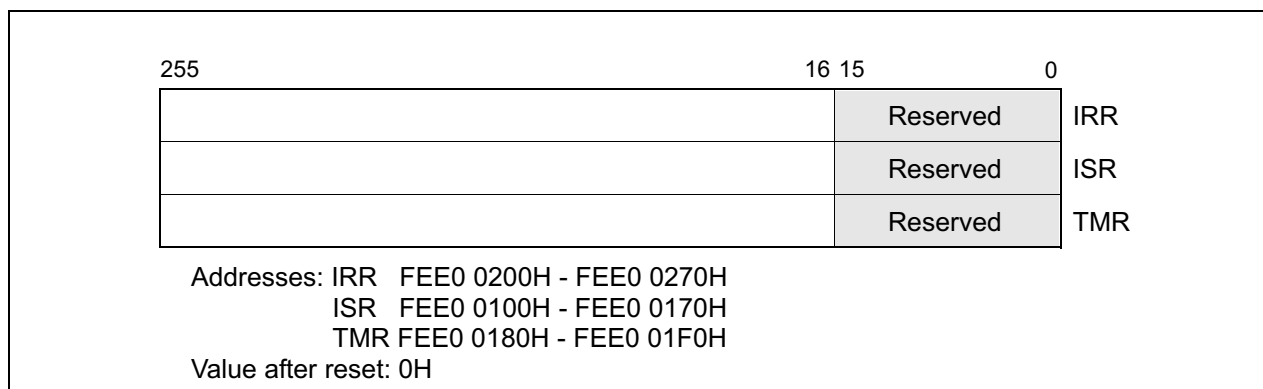 255 16 15 0
Reserved IRR
Reserved ISR
Reserved TMR
Addresses: IRR FEE0 0200H - FEE0 0270H
ISR FEE0 0100H - FEE0 0170H
TMR FEE0 0180H - FEE0 01F0H
Value after reset: 0H